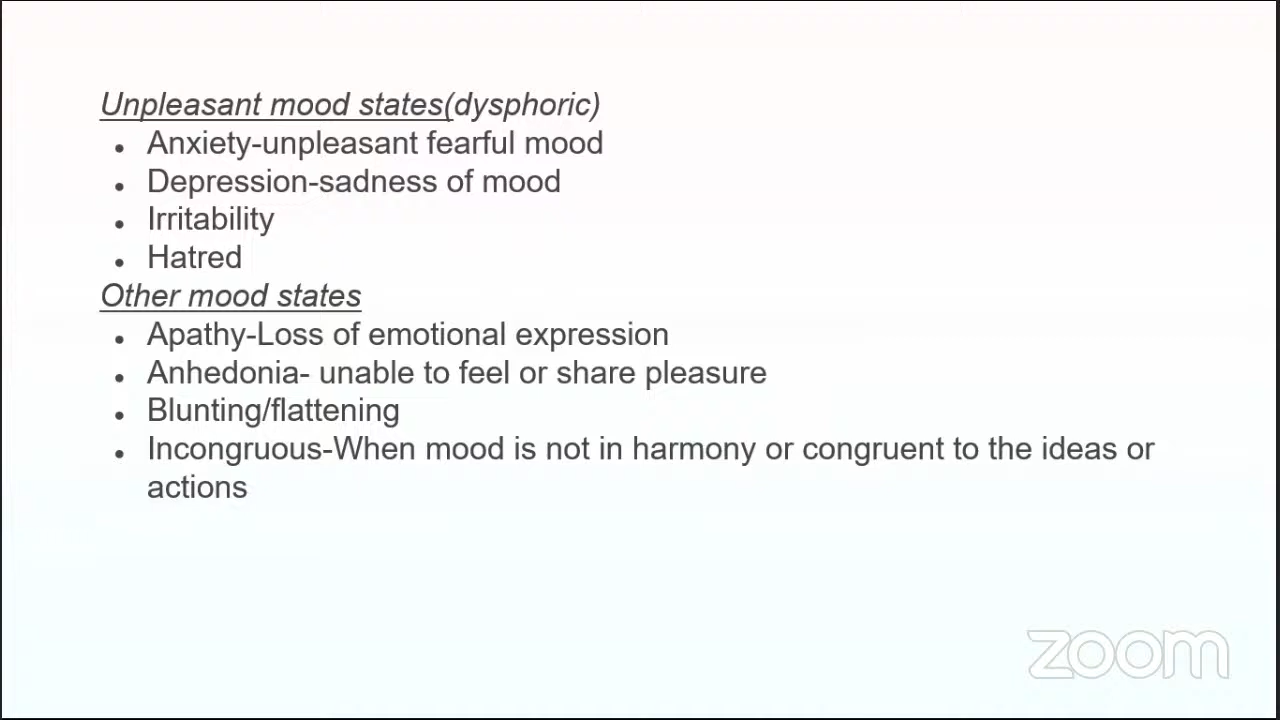 Unpleasant mood states(dysphoric)
• Anxiety-unpleasant fearful mood
• Depression-sadness of mood
• Irritability
• Hatred
Other mood states
• Apathy-Loss of emotional expression
• Anhedonia- unable to feel or share pleasure
• Blunting/flattening
• Incongruous-When mood is not in harmony or congruent to the ideas or
actions
zoom